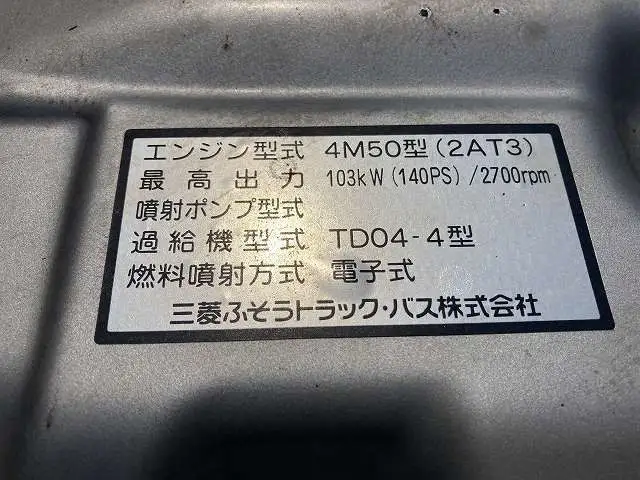 エンジン型式 4M50型(2AT3)
最高出力 103kW(140PS)/2700rpm
噴射ポンプ型式
過給機型式 TD04-4型
燃料噴射方式 電子式
三菱ふそうトラック・バス株式会社